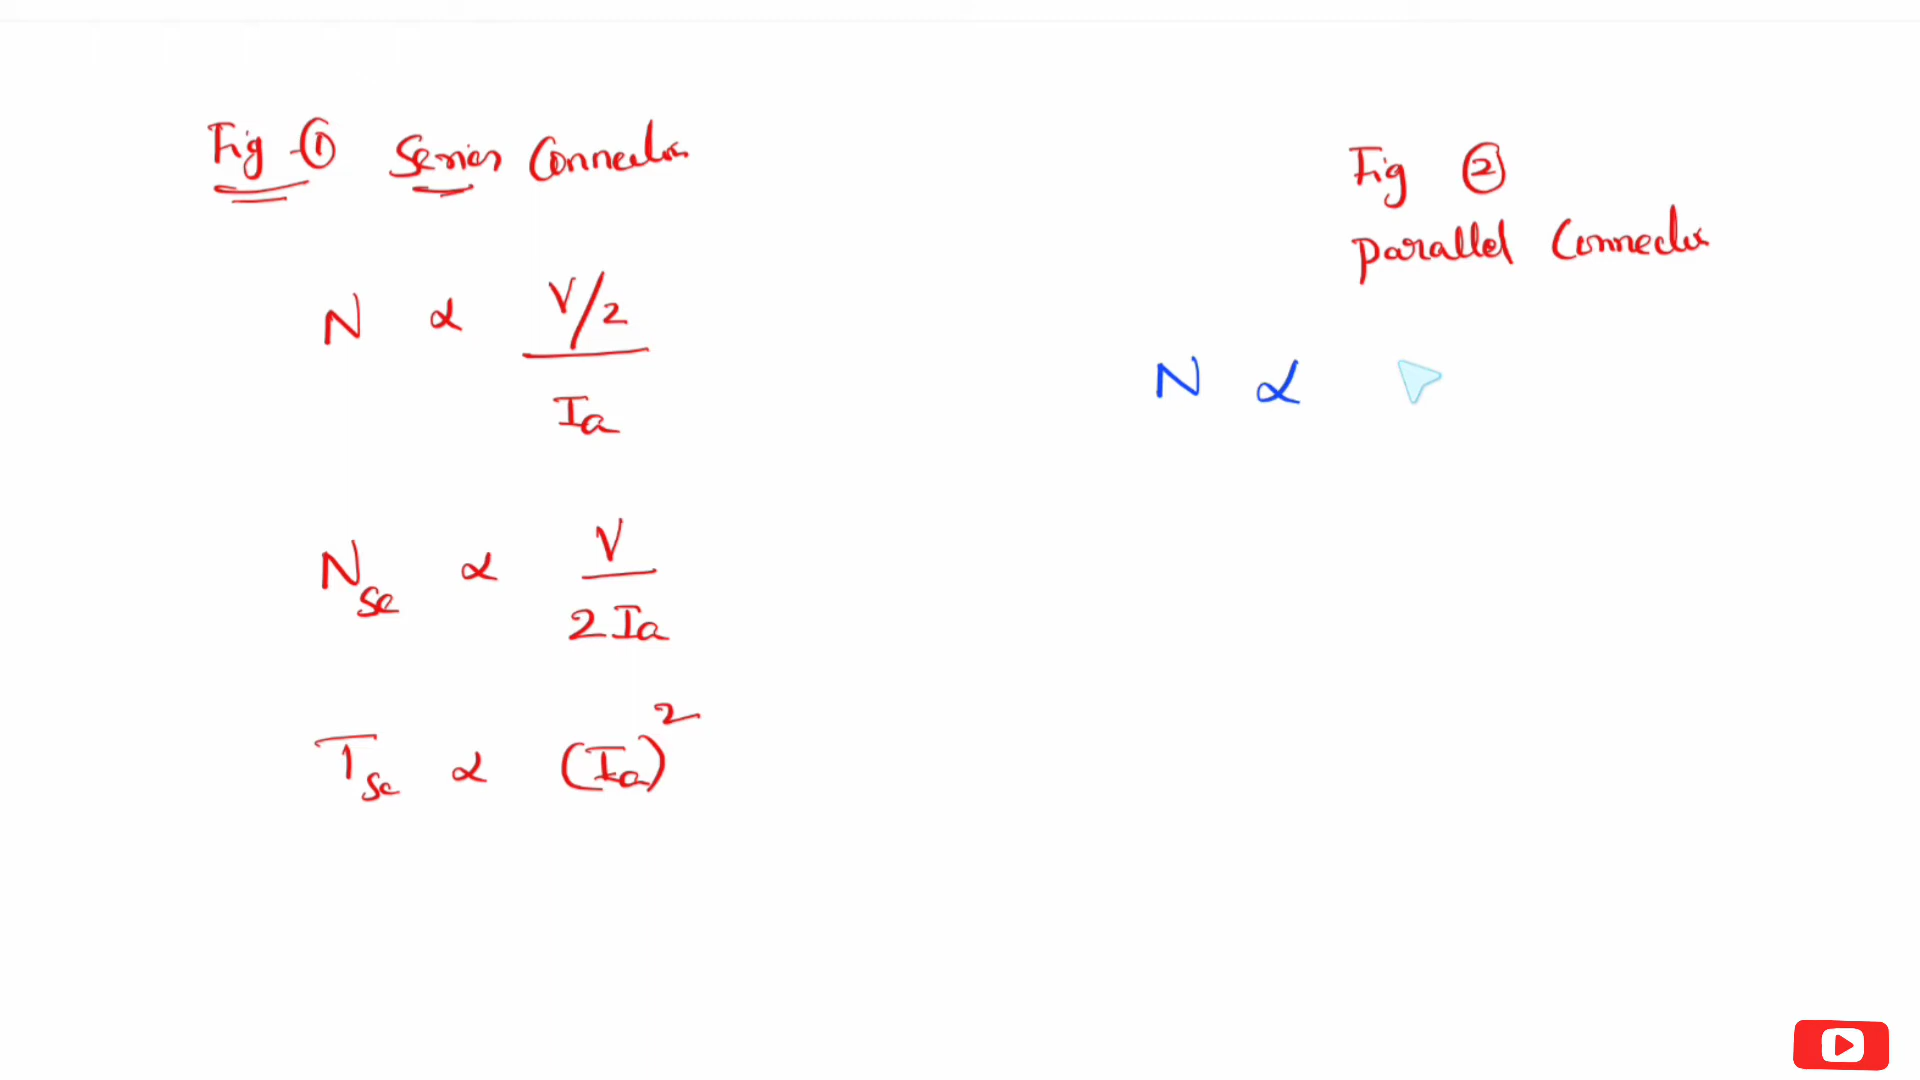 Fig ① Series Connection
N α V/2 / Ia
Nse α V / 2Ia
Tse α (Ia)²
Fig ②
parallel Connection
N α